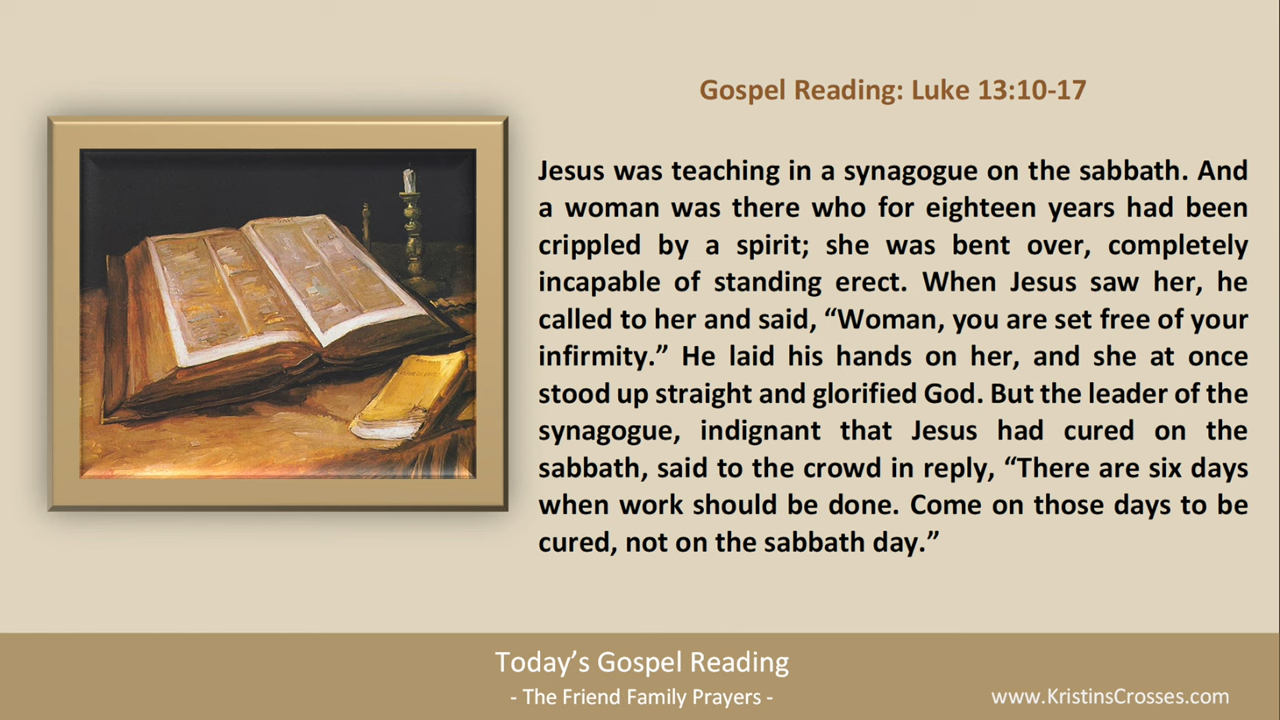 Gospel Reading: Luke 13:10-17
Jesus was teaching in a synagogue on the sabbath. And
a woman was there who for eighteen years had been
crippled by a spirit; she was bent over, completely
incapable of standing erect. When Jesus saw her, he
called to her and said, “Woman, you are set free of your
infirmity.” He laid his hands on her, and she at once
stood up straight and glorified God. But the leader of the
synagogue, indignant that Jesus had cured on the
sabbath, said to the crowd in reply, “There are six days
when work should be done. Come on those days to be
cured, not on the sabbath day.”
Today’s Gospel Reading
- The Friend Family Prayers -
www.KristinsCrosses.com